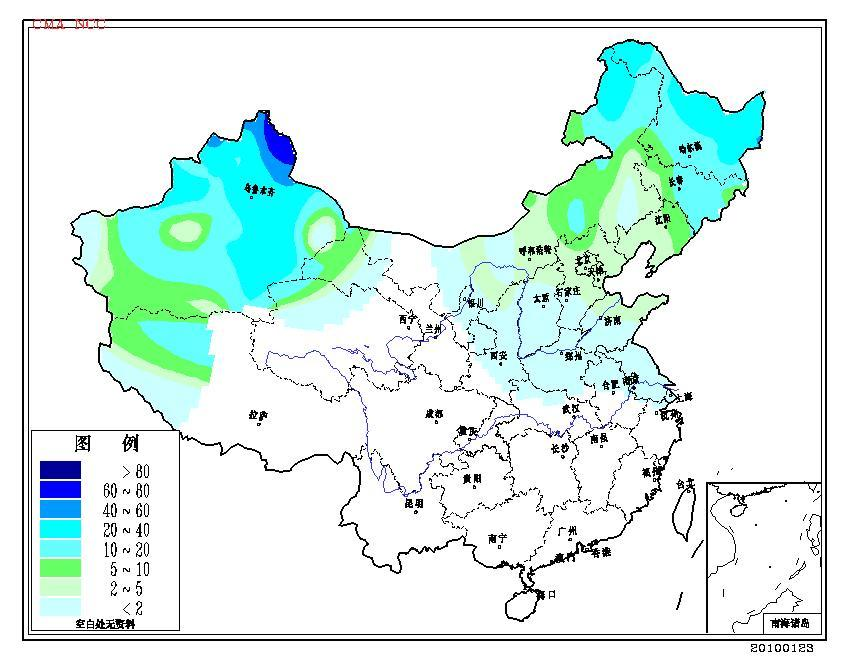 CMA NCC
哈尔滨
长春
乌鲁木齐
沈阳
呼和浩特
北京
天津
银川
太原
石家庄
西宁
兰州
济南
西安
郑州
合肥
南京
上海
武汉
杭州
拉萨
成都
重庆
长沙
南昌
贵阳
福州
台北
昆明
广州
南宁
澳门
香港
海口
图 例
>80
60～80
40～60
20～40
10～20
5～10
2～5
<2
空白处无资料
南海诸岛
20100123